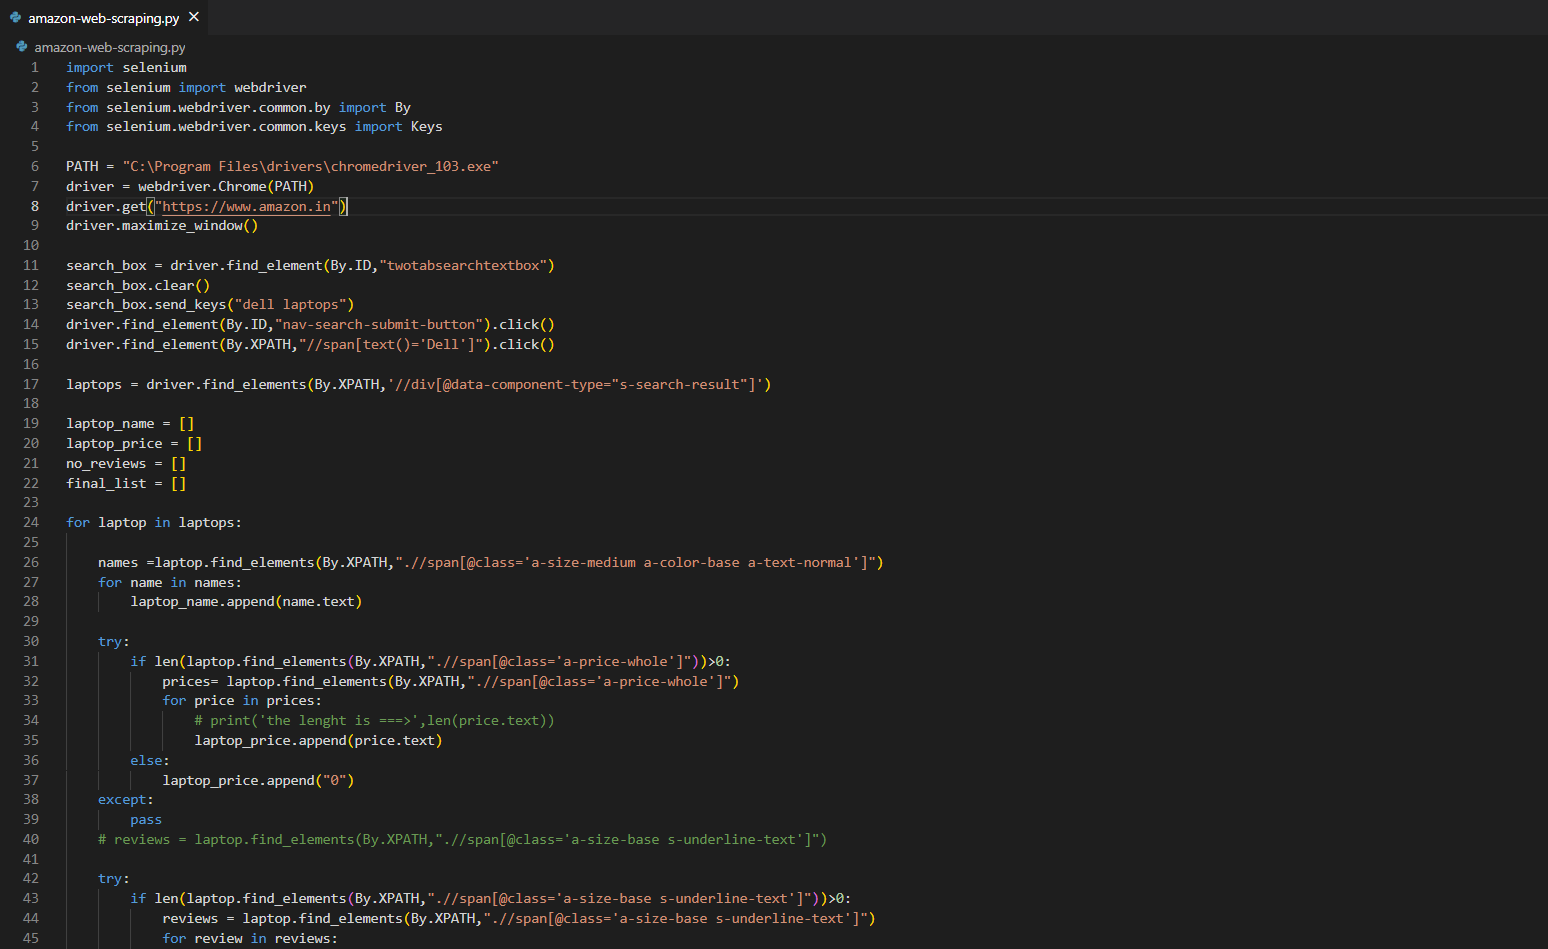 amazon-web-scraping.py ×
amazon-web-scraping.py
1 import selenium
2 from selenium import webdriver
3 from selenium.webdriver.common.by import By
4 from selenium.webdriver.common.keys import Keys
5
6 PATH = "C:\Program Files\drivers\chromedriver_103.exe"
7 driver = webdriver.Chrome(PATH)
8 driver.get("https://www.amazon.in")
9 driver.maximize_window()
10
11 search_box = driver.find_element(By.ID,"twotabsearchtextbox")
12 search_box.clear()
13 search_box.send_keys("dell laptops")
14 driver.find_element(By.ID,"nav-search-submit-button").click()
15 driver.find_element(By.XPATH,"//span[text()='Dell']").click()
16
17 laptops = driver.find_elements(By.XPATH,'//div[@data-component-type="s-search-result"]')
18
19 laptop_name = []
20 laptop_price = []
21 no_reviews = []
22 final_list = []
23
24 for laptop in laptops:
25
26     names =laptop.find_elements(By.XPATH,".//span[@class='a-size-medium a-color-base a-text-normal']")
27     for name in names:
28         laptop_name.append(name.text)
29
30     try:
31         if len(laptop.find_elements(By.XPATH,".//span[@class='a-price-whole']"))>0:
32             prices= laptop.find_elements(By.XPATH,".//span[@class='a-price-whole']")
33             for price in prices:
34                 # print('the lenght is ===>',len(price.text))
35                 laptop_price.append(price.text)
36         else:
37             laptop_price.append("0")
38     except:
39         pass
40     # reviews = laptop.find_elements(By.XPATH,".//span[@class='a-size-base s-underline-text']")
41
42     try:
43         if len(laptop.find_elements(By.XPATH,".//span[@class='a-size-base s-underline-text']"))>0:
44             reviews = laptop.find_elements(By.XPATH,".//span[@class='a-size-base s-underline-text']")
45             for review in reviews: